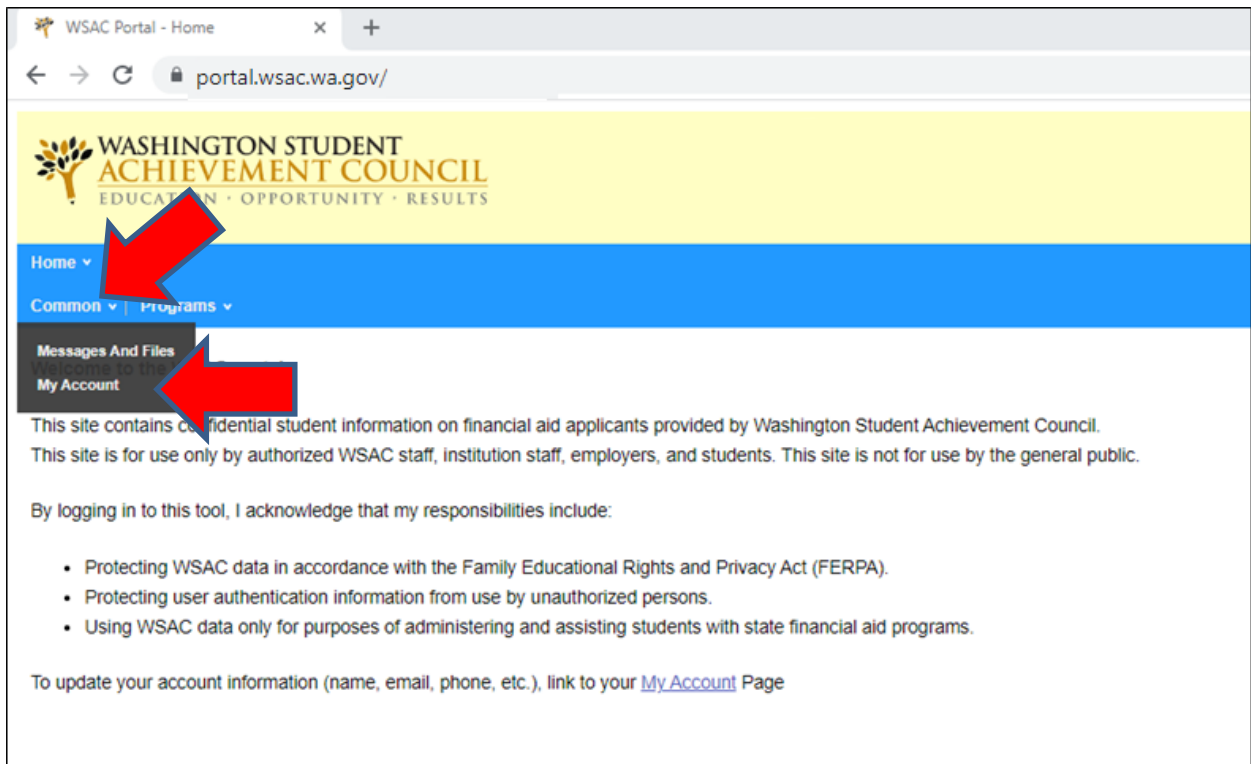 WSAC Portal - Home
portal.wsac.wa.gov/
WASHINGTON STUDENT
ACHIEVEMENT COUNCIL
EDUCATION · OPPORTUNITY · RESULTS
Home
Common | Programs
Messages And Files
Welcome to the
My Account
This site contains confidential student information on financial aid applicants provided by Washington Student Achievement Council.
This site is for use only by authorized WSAC staff, institution staff, employers, and students. This site is not for use by the general public.
By logging in to this tool, I acknowledge that my responsibilities include:
• Protecting WSAC data in accordance with the Family Educational Rights and Privacy Act (FERPA).
• Protecting user authentication information from use by unauthorized persons.
• Using WSAC data only for purposes of administering and assisting students with state financial aid programs.
To update your account information (name, email, phone, etc.), link to your My Account Page